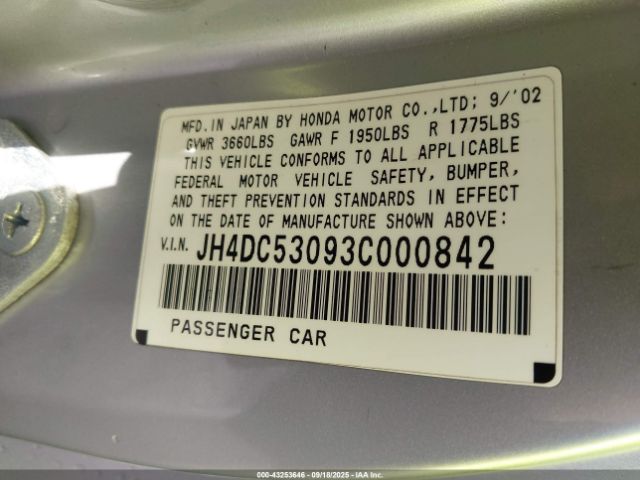 MFD. IN JAPAN BY HONDA MOTOR CO.,LTD; 9/'02
GVWR 3660LBS GAWR F 1950LBS R 1775LBS
THIS VEHICLE CONFORMS TO ALL APPLICABLE
FEDERAL MOTOR VEHICLE SAFETY, BUMPER,
AND THEFT PREVENTION STANDARDS IN EFFECT
ON THE DATE OF MANUFACTURE SHOWN ABOVE:
V.I.N. JH4DC53093C000842
PASSENGER CAR
000-43253646 - 09/18/2025 - IAAI.COM